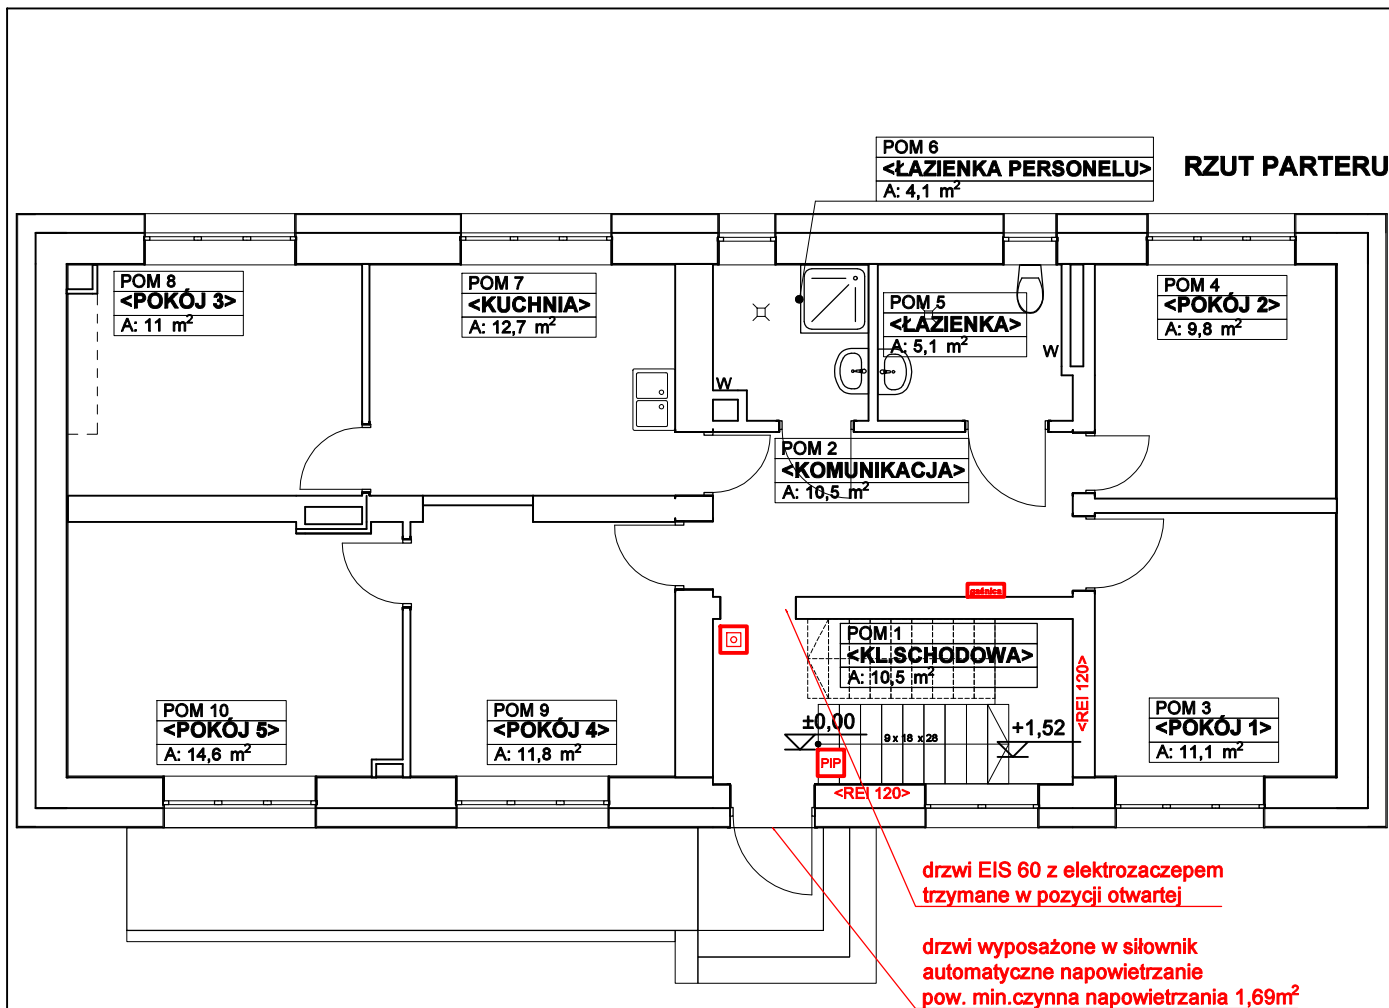 POM 6
<ŁAZIENKA PERSONELU>
A: 4,1 m²
RZUT PARTERU
POM 8
<POKÓJ 3>
A: 11 m²
POM 7
<KUCHNIA>
A: 12,7 m²
POM 5
<ŁAZIENKA>
A: 5,1 m²
POM 4
<POKÓJ 2>
A: 9,8 m²
W
W
POM 2
<KOMUNIKACJA>
A: 10,5 m²
gaśnica
POM 1
<KL.SCHODOWA>
A: 10,5 m²
<REI 120>
POM 10
<POKÓJ 5>
A: 14,6 m²
POM 9
<POKÓJ 4>
A: 11,8 m²
±0,00
9 x 18 x 28
+1,52
PIP
<REI 120>
POM 3
<POKÓJ 1>
A: 11,1 m²
drzwi EIS 60 z elektrozaczepem
trzymane w pozycji otwartej
drzwi wyposażone w siłownik
automatyczne napowietrzanie
pow. min.czynna napowietrzania 1,69m²